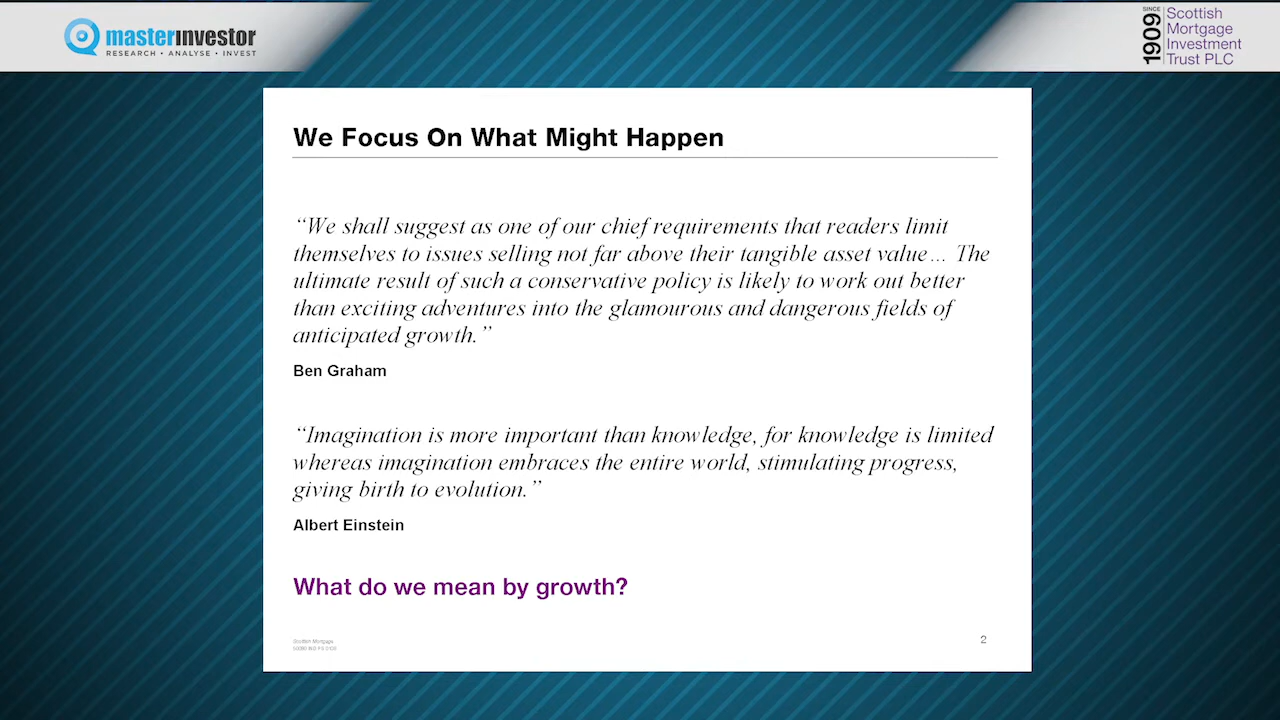 masterinvestor
RESEARCH • ANALYSE • INVEST
SINCE
1909
Scottish
Mortgage
Investment
Trust PLC
We Focus On What Might Happen
“We shall suggest as one of our chief requirements that readers limit
themselves to issues selling not far above their tangible asset value… The
ultimate result of such a conservative policy is likely to work out better
than exciting adventures into the glamourous and dangerous fields of
anticipated growth.”
Ben Graham
“Imagination is more important than knowledge, for knowledge is limited
whereas imagination embraces the entire world, stimulating progress,
giving birth to evolution.”
Albert Einstein
What do we mean by growth?
Scottish Mortgage
2